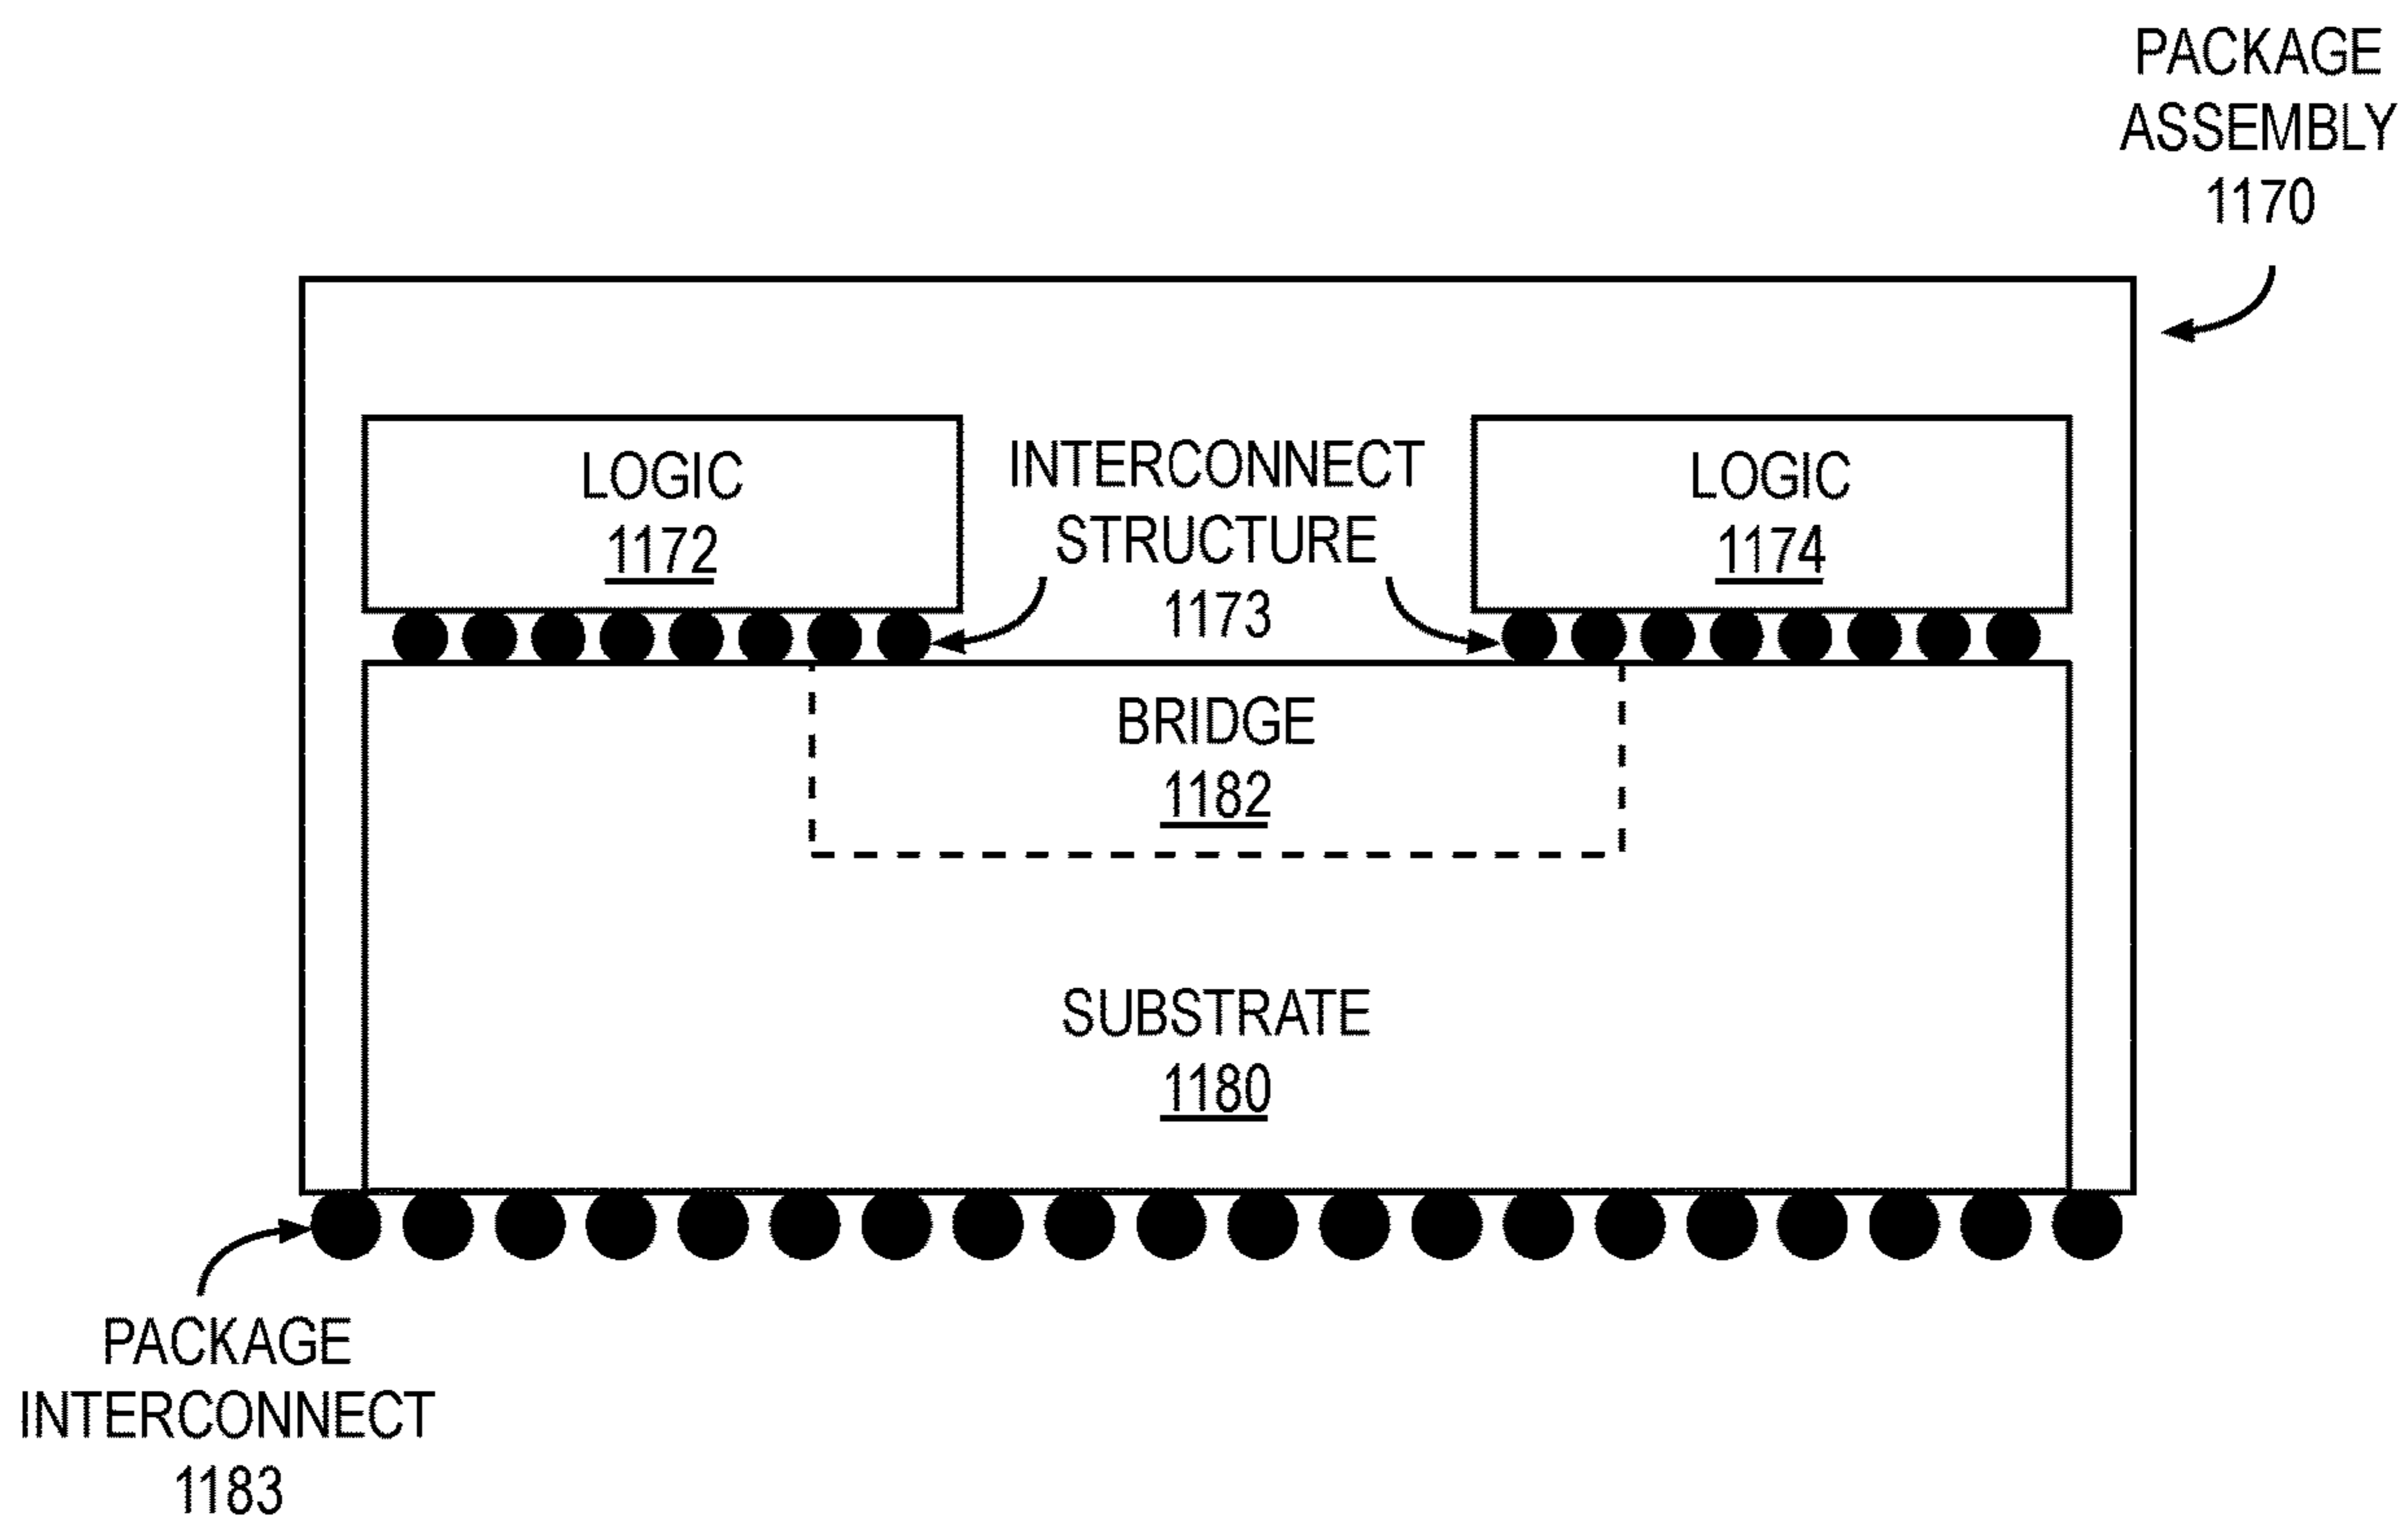 PACKAGE
ASSEMBLY
1170
LOGIC
1172
INTERCONNECT
STRUCTURE
1173
LOGIC
1174
BRIDGE
1182
SUBSTRATE
1180
PACKAGE
INTERCONNECT
1183